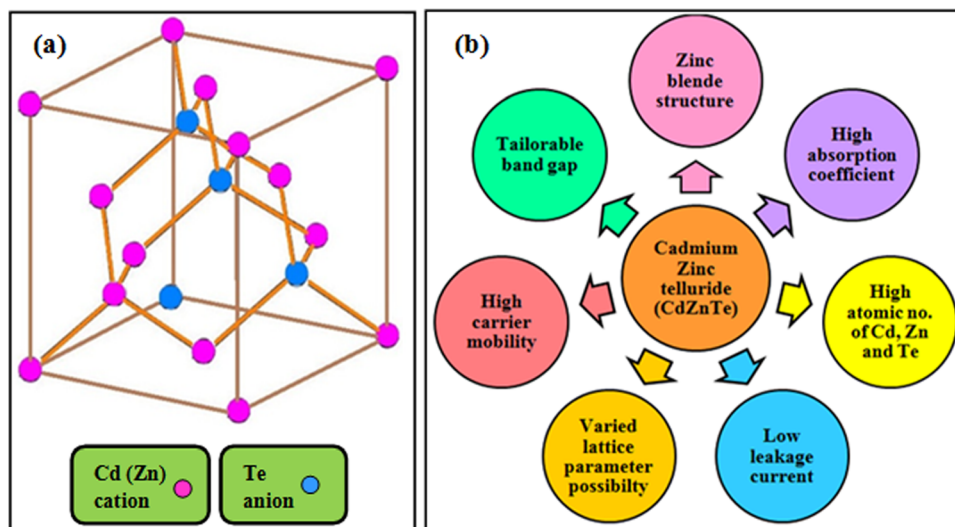 (a)
Cd (Zn)
cation
Te
anion
(b)
Zinc
blende
structure
High
absorption
coefficient
High
atomic no.
of Cd, Zn
and Te
Low
leakage
current
Varied
lattice
parameter
possibilty
High
carrier
mobility
Tailorable
band gap
Cadmium
Zinc
telluride
(CdZnTe)